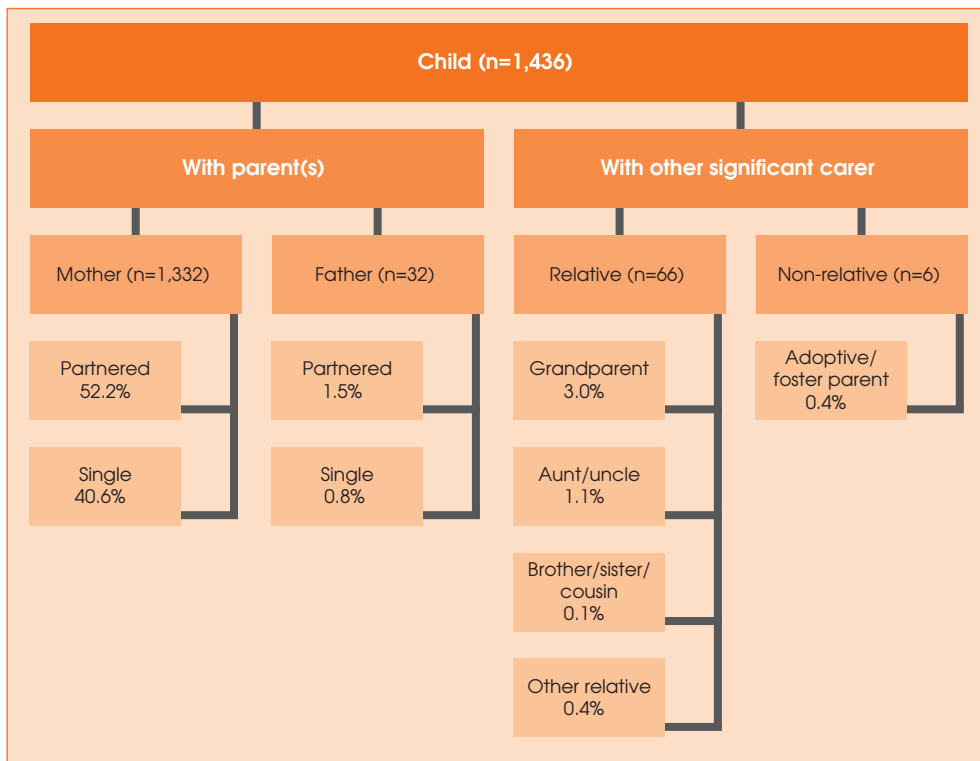 Child (n=1,436)
With parent(s)
With other significant carer
Mother (n=1,332)
Father (n=32)
Relative (n=66)
Non-relative (n=6)
Partnered
52.2%
Partnered
1.5%
Grandparent
3.0%
Adoptive/
foster parent
0.4%
Single
40.6%
Single
0.8%
Aunt/uncle
1.1%
Brother/sister/
cousin
0.1%
Other relative
0.4%